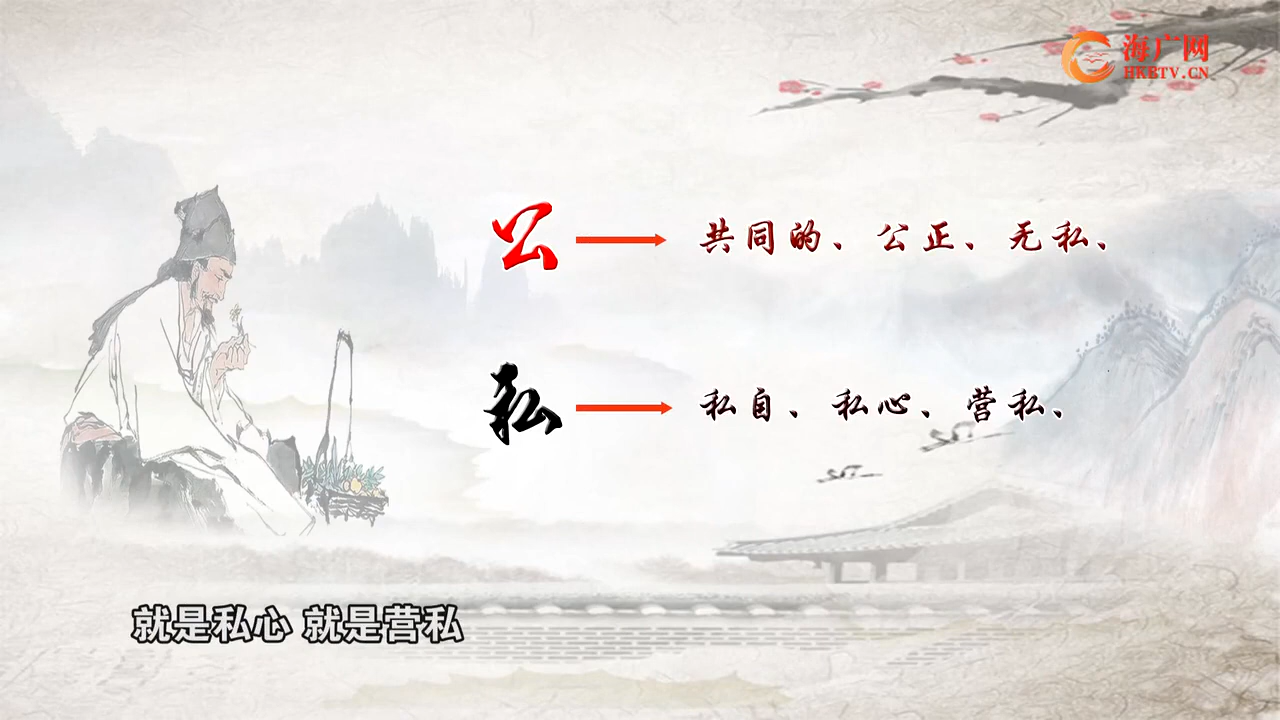 海广网
HKBTV.CN
公 共同的、公正、无私、
私 私自、私心、营私、
就是私心 就是营私